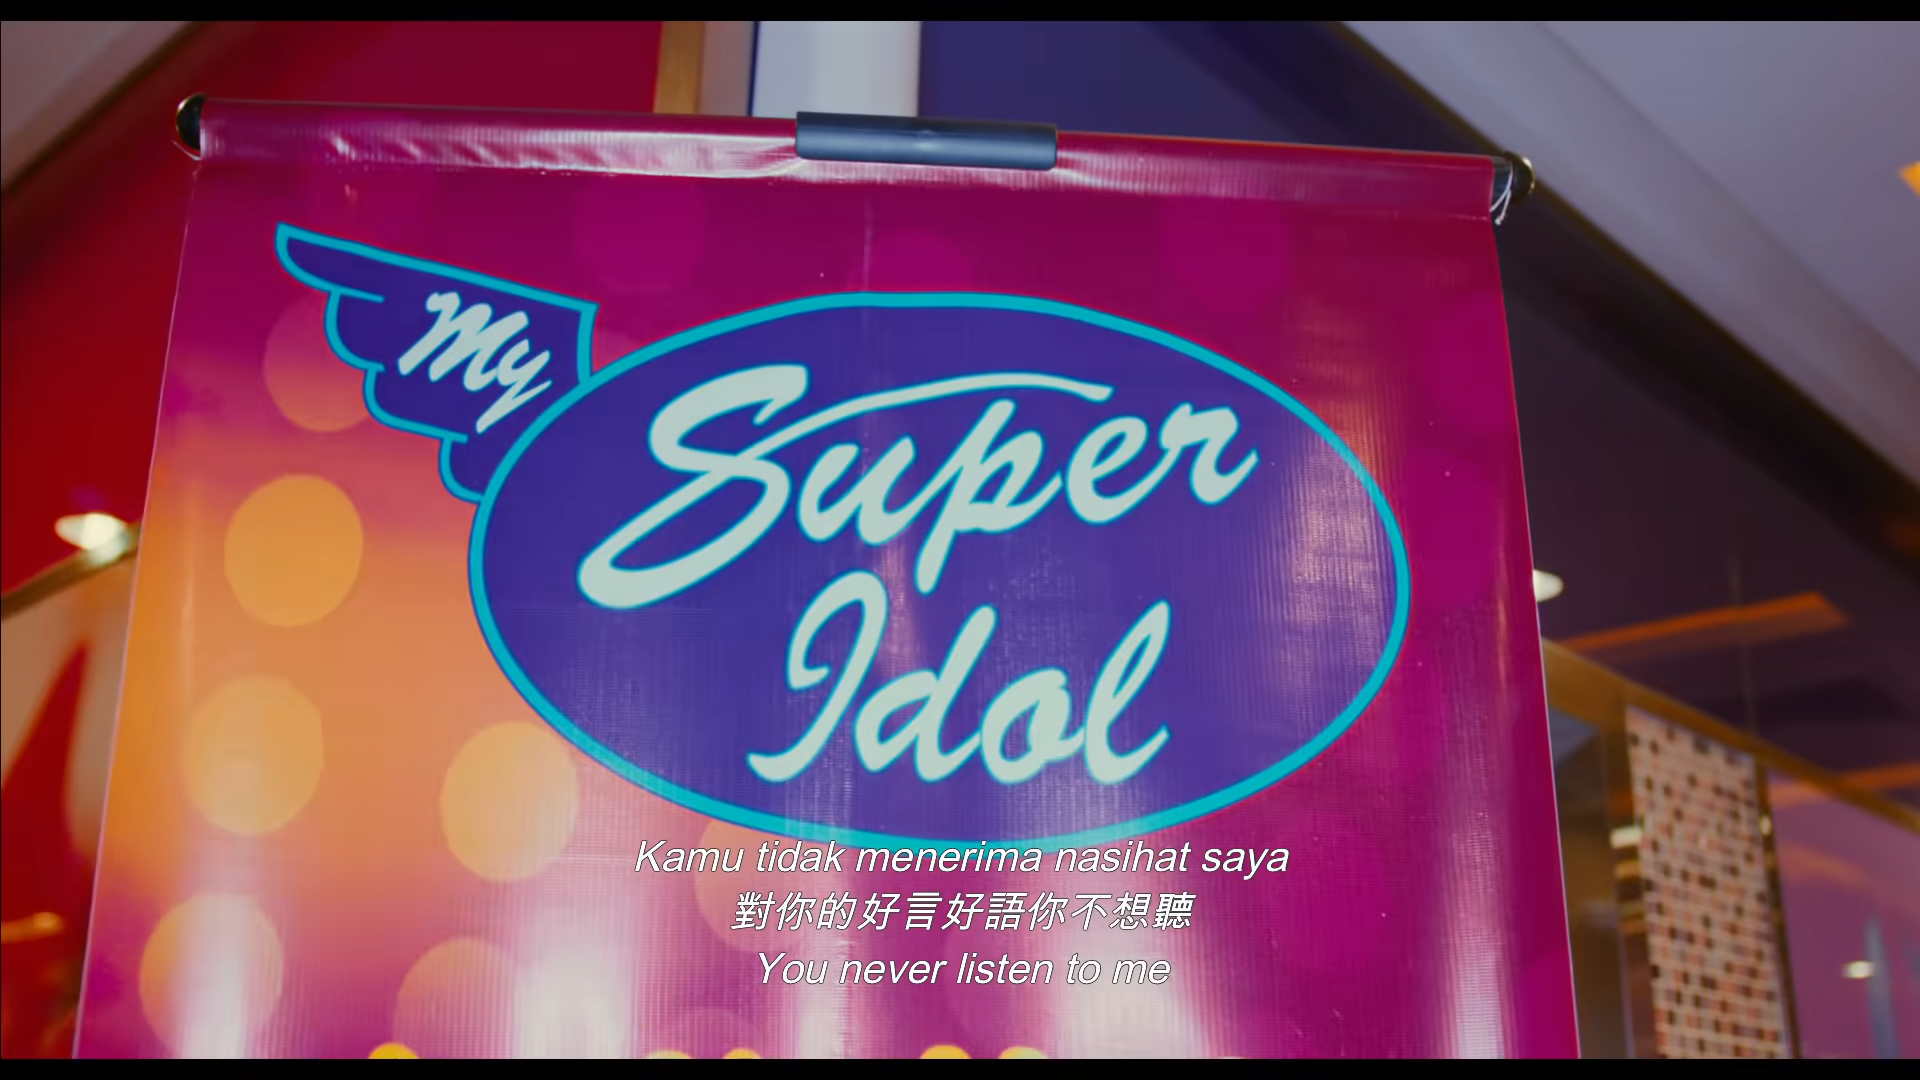 My
Super
Idol
Kamu tidak menerima nasihat saya
對你的好言好語你不想聽
You never listen to me